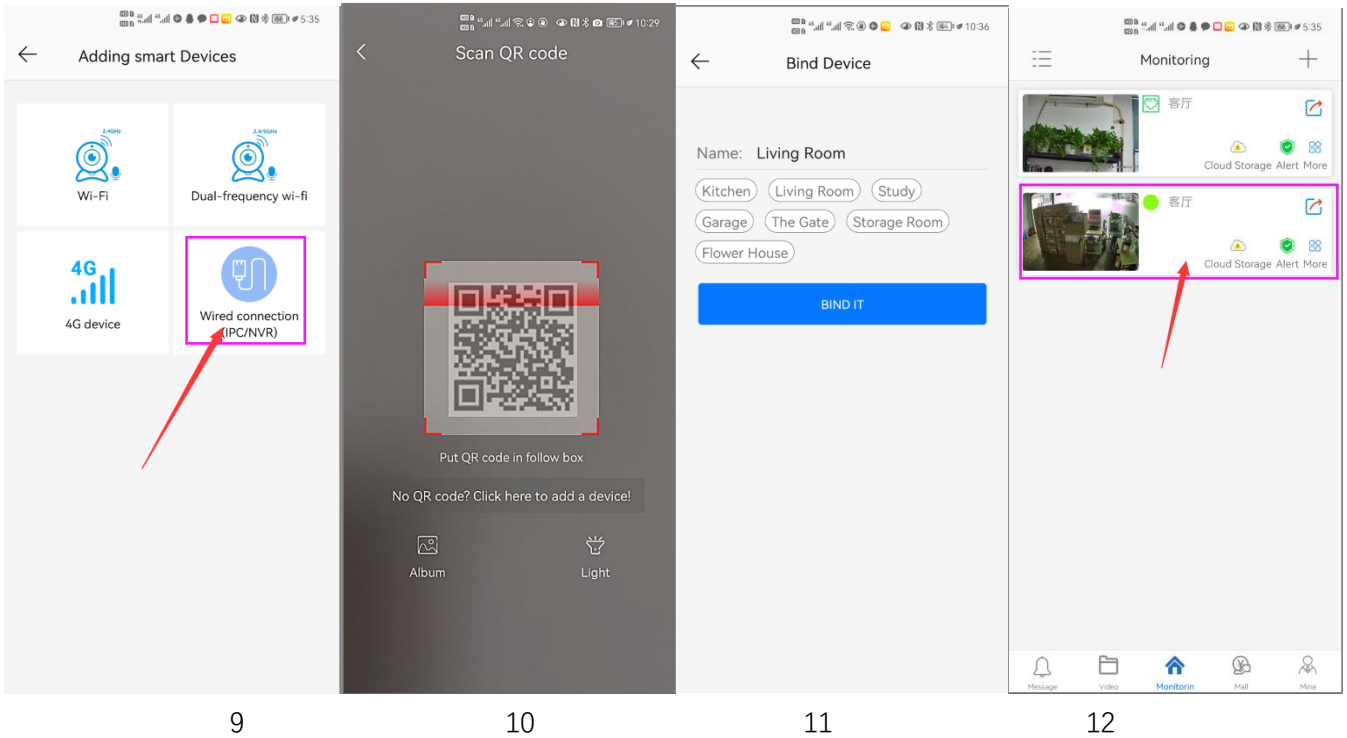 5:35
Adding smart Devices
2.4GHz
Wi-Fi
2.4/5GHz
Dual-frequency wi-fi
4G
4G device
Wired connection
(IPC/NVR)
9
10:29
Scan QR code
Put QR code in follow box
No QR code? Click here to add a device!
Album
Light
10
10:36
Bind Device
Name: Living Room
Kitchen
Living Room
Study
Garage
The Gate
Storage Room
Flower House
BIND IT
11
5:35
Monitoring
客厅
Cloud Storage Alert More
客厅
Cloud Storage Alert More
Message
Video
Monitorin
Mall
Mine
12